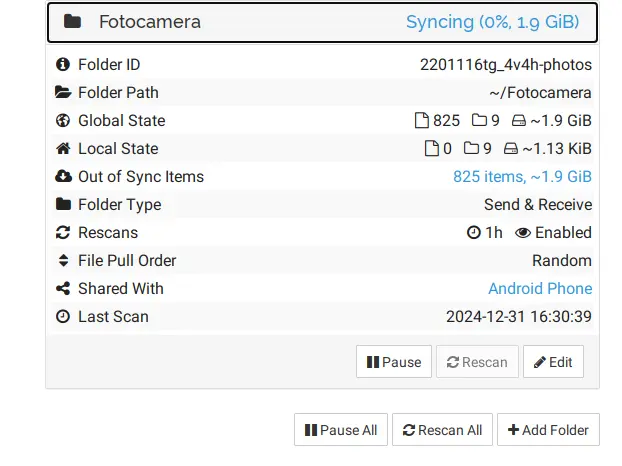 Fotocamera Syncing (0%, 1.9 GiB)
Folder ID 2201116tg_4v4h-photos
Folder Path ~/Fotocamera
Global State 825 9 ~1.9 GiB
Local State 0 9 ~1.13 KiB
Out of Sync Items 825 items, ~1.9 GiB
Folder Type Send & Receive
Rescans 1h Enabled
File Pull Order Random
Shared With Android Phone
Last Scan 2024-12-31 16:30:39
Pause Rescan Edit
Pause All Rescan All Add Folder